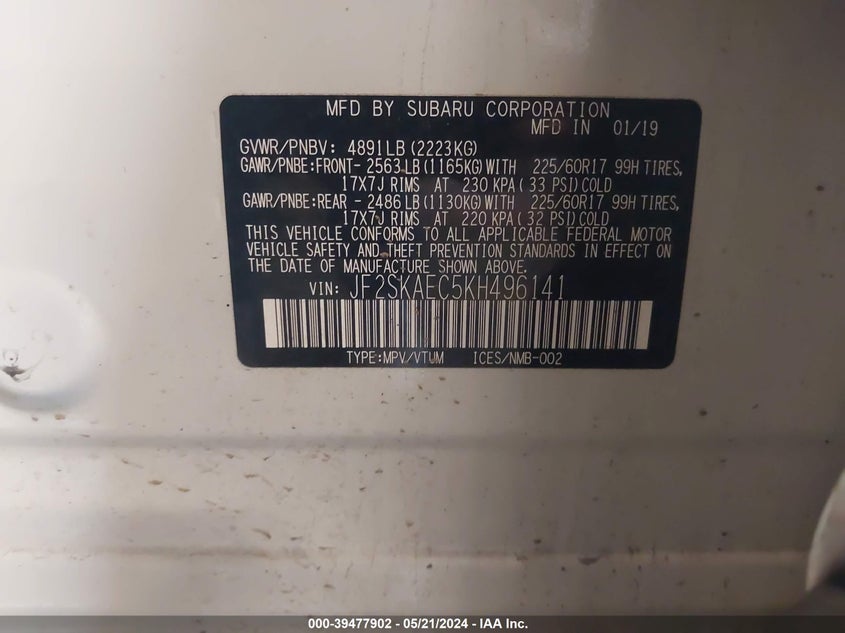 MFD BY SUBARU CORPORATION
MFD IN 01/19
GVWR/PNBV: 4891LB(2223KG)
GAWR/PNBE:FRONT- 2563LB(1165KG)WITH 225/60R17 99H TIRES,
17X7J RIMS AT 230 KPA(33 PSI)COLD
GAWR/PNBE:REAR - 2486LB(1130KG)WITH 225/60R17 99H TIRES,
17X7J RIMS AT 220 KPA(32 PSI)COLD
THIS VEHICLE CONFORMS TO ALL APPLICABLE FEDERAL MOTOR
VEHICLE SAFETY AND THEFT PREVENTION STANDARDS IN EFFECT ON
THE DATE OF MANUFACTURE SHOWN ABOVE.
VIN: JF2SKAEC5KH496141
TYPE:MPV/VTUM ICES/NMB-002
000-39477902 - 05/21/2024 - IAA Inc.